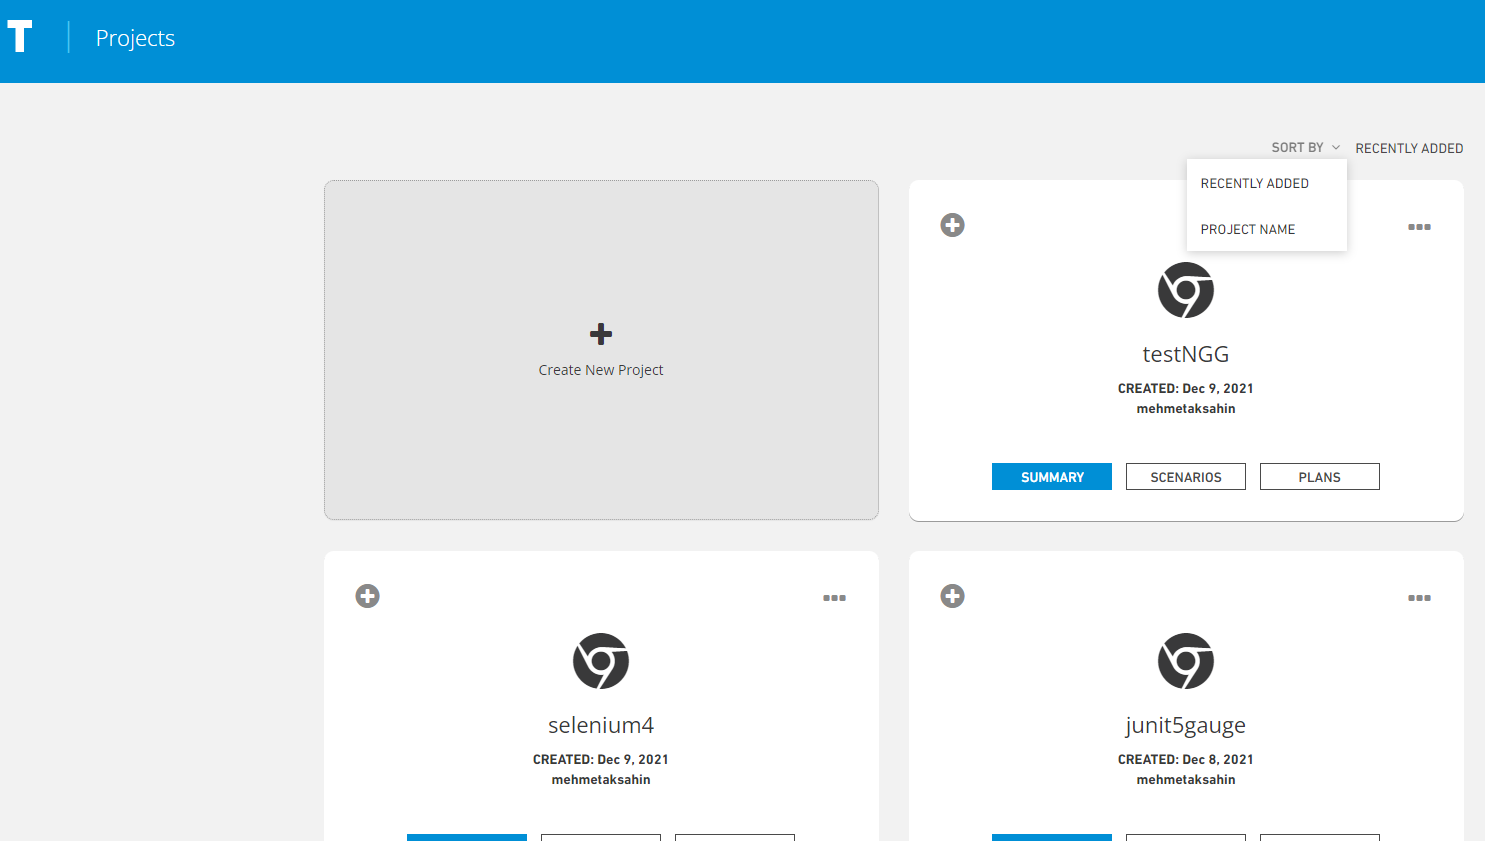 T
Projects
SORT BY RECENTLY ADDED
RECENTLY ADDED
PROJECT NAME
Create New Project
testNGG
CREATED: Dec 9, 2021
mehmetaksahin
SUMMARY SCENARIOS PLANS
selenium4
CREATED: Dec 9, 2021
mehmetaksahin
junit5gauge
CREATED: Dec 8, 2021
mehmetaksahin